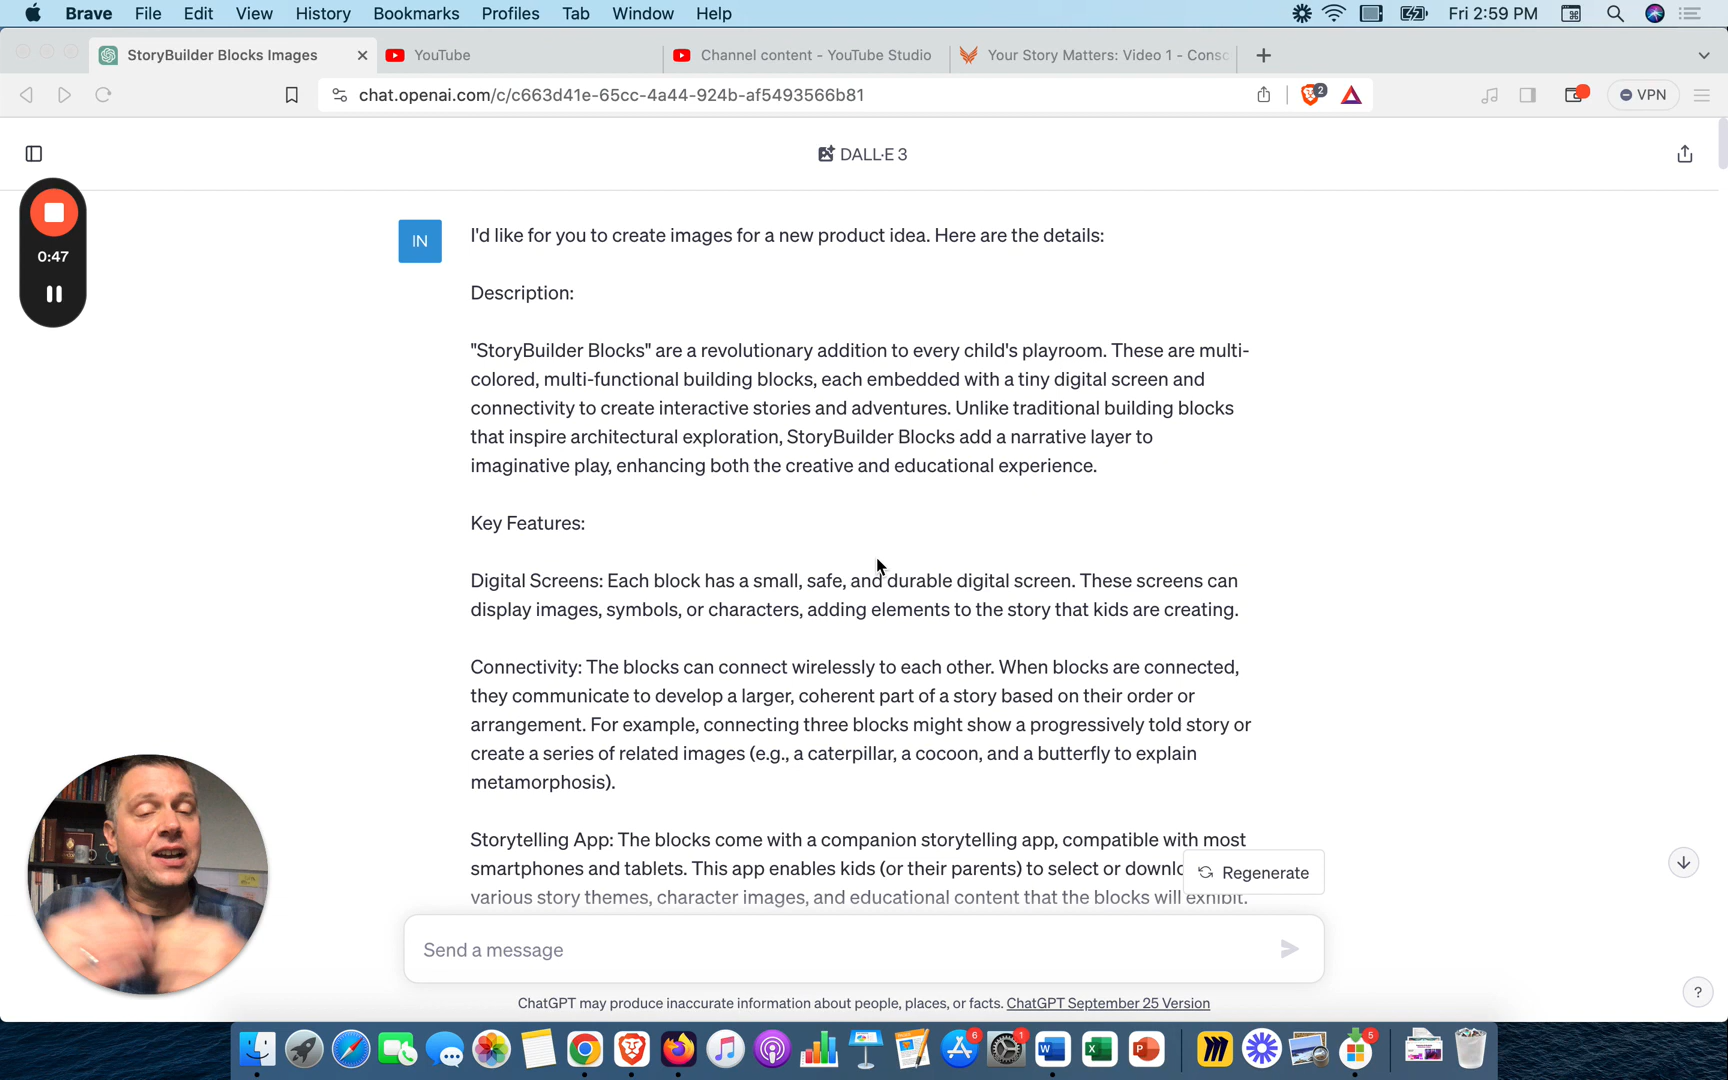 Brave File Edit View History Bookmarks Profiles Tab Window Help Fri 2:59 PM
StoryBuilder Blocks Images YouTube Channel content - YouTube Studio Your Story Matters: Video 1 - Consc
chat.openai.com/c/c663d41e-65cc-4a44-924b-af5493566b81 2 VPN
DALL·E 3
0:47
IN
I'd like for you to create images for a new product idea. Here are the details:
Description:
"StoryBuilder Blocks" are a revolutionary addition to every child's playroom. These are multi-
colored, multi-functional building blocks, each embedded with a tiny digital screen and
connectivity to create interactive stories and adventures. Unlike traditional building blocks
that inspire architectural exploration, StoryBuilder Blocks add a narrative layer to
imaginative play, enhancing both the creative and educational experience.
Key Features:
Digital Screens: Each block has a small, safe, and durable digital screen. These screens can
display images, symbols, or characters, adding elements to the story that kids are creating.
Connectivity: The blocks can connect wirelessly to each other. When blocks are connected,
they communicate to develop a larger, coherent part of a story based on their order or
arrangement. For example, connecting three blocks might show a progressively told story or
create a series of related images (e.g., a caterpillar, a cocoon, and a butterfly to explain
metamorphosis).
Storytelling App: The blocks come with a companion storytelling app, compatible with most
smartphones and tablets. This app enables kids (or their parents) to select or downlo
various story themes, character images, and educational content that the blocks will exhibit.
Regenerate
Send a message
ChatGPT may produce inaccurate information about people, places, or facts. ChatGPT September 25 Version
?
6 1 W X P 5